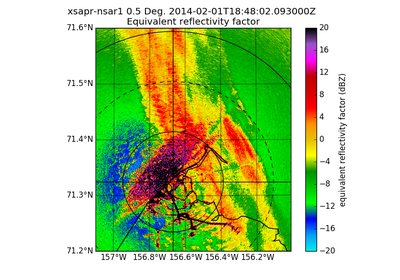 xsapr-nsar1 0.5 Deg. 2014-02-01T18:48:02.093000Z
Equivalent reflectivity factor
71.6°N
71.5°N
71.4°N
71.3°N
71.2°N
157°W 156.8°W 156.6°W 156.4°W 156.2°W
20
16
12
8
4
0
−4
−8
−12
−16
−20
equivalent reflectivity factor (dBZ)